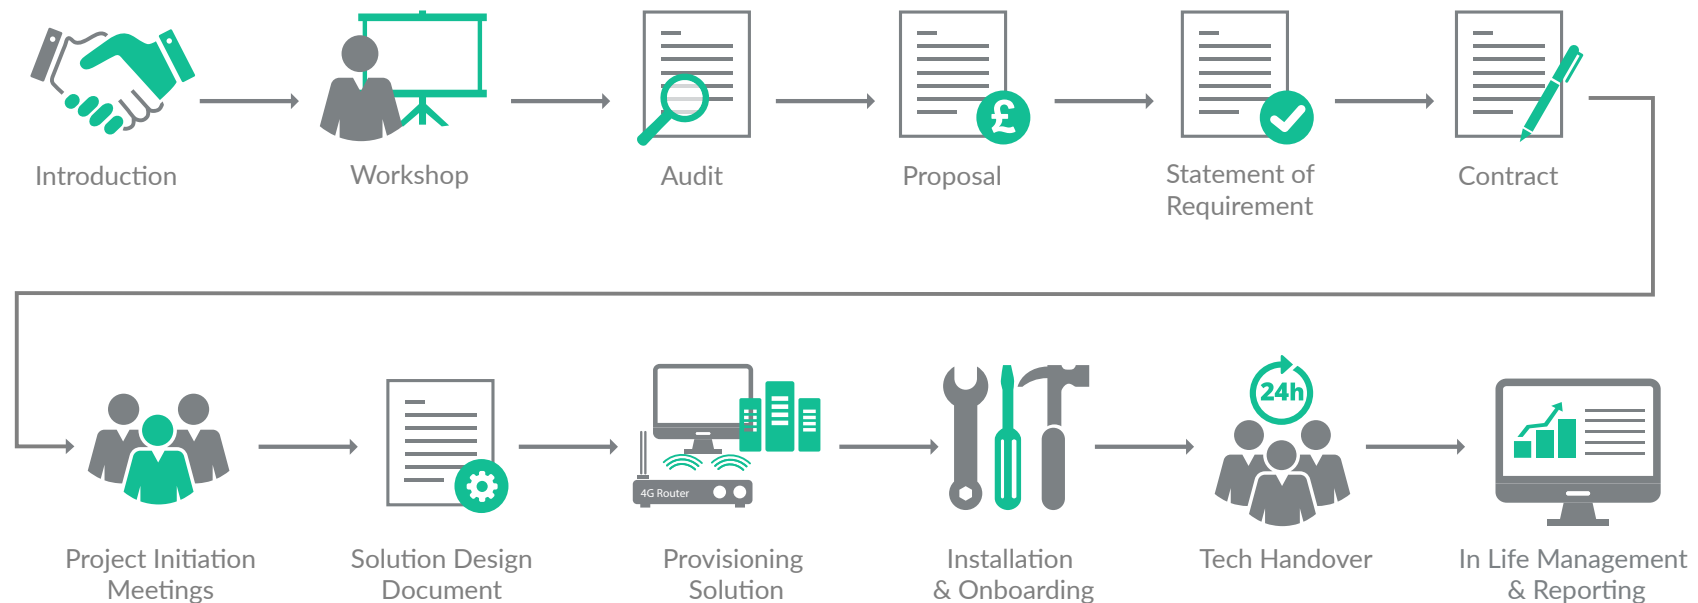 Introduction
Workshop
Audit
£
Proposal
Statement of
Requirement
Contract
Project Initiation
Meetings
Solution Design
Document
4G Router
Provisioning
Solution
Installation
& Onboarding
24h
Tech Handover
In Life Management
& Reporting